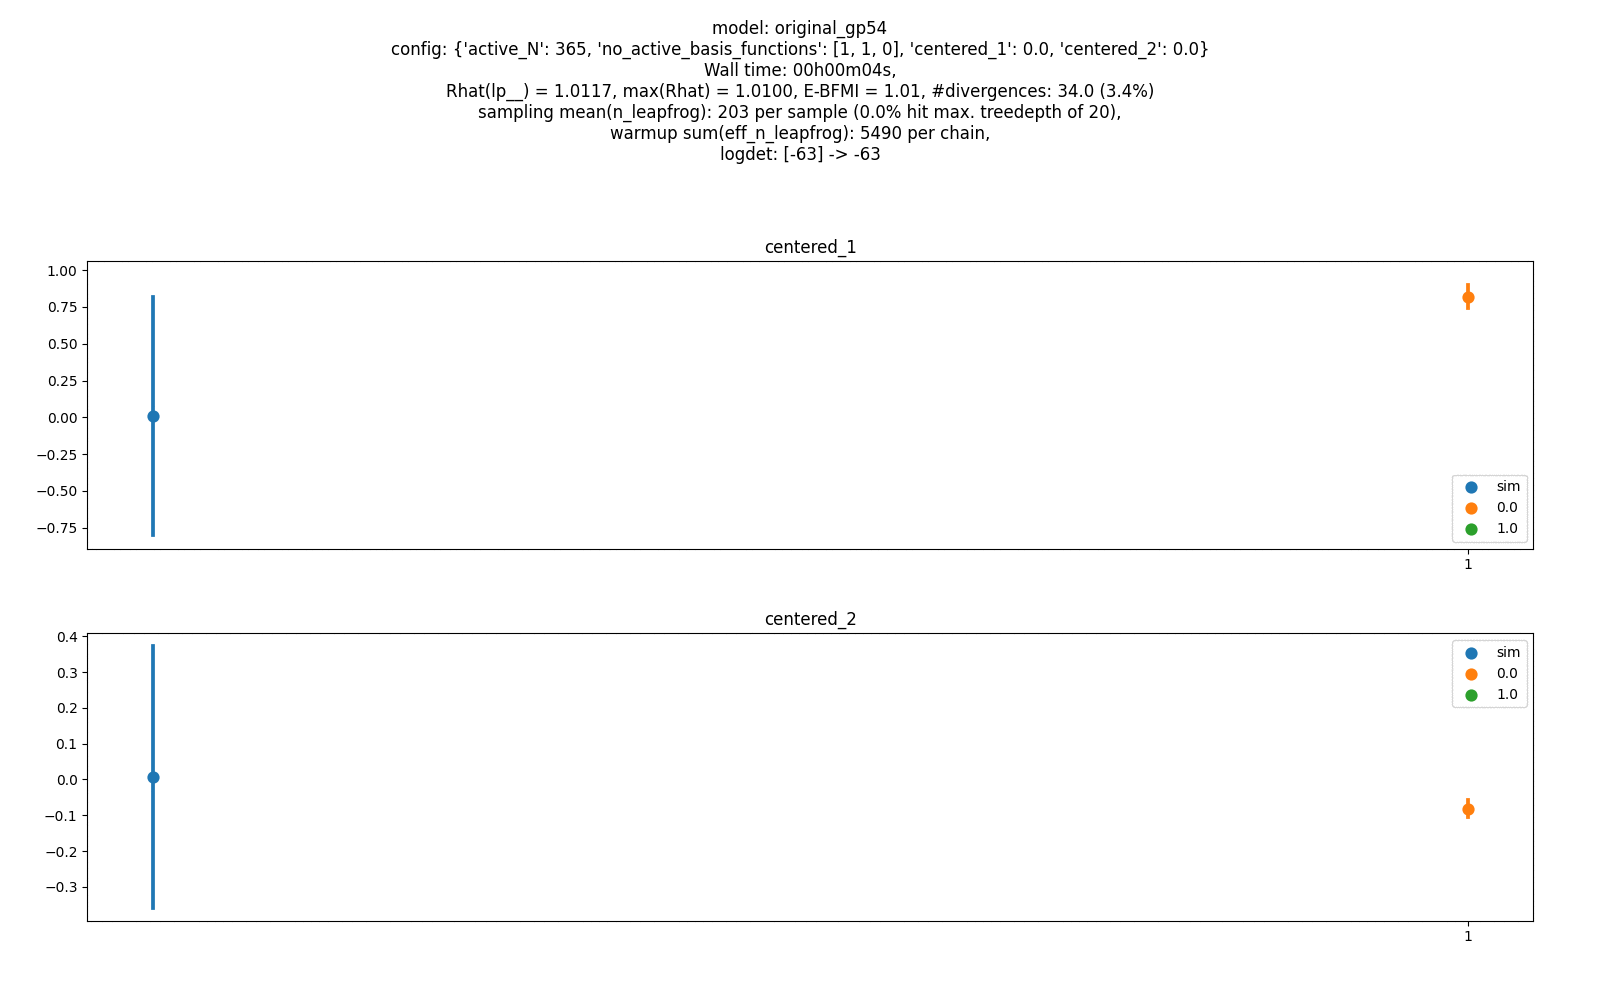 model: original_gp54
config: {'active_N': 365, 'no_active_basis_functions': [1, 1, 0], 'centered_1': 0.0, 'centered_2': 0.0}
Wall time: 00h00m04s,
Rhat(lp__) = 1.0117, max(Rhat) = 1.0100, E-BFMI = 1.01, #divergences: 34.0 (3.4%)
sampling mean(n_leapfrog): 203 per sample (0.0% hit max. treedepth of 20),
warmup sum(eff_n_leapfrog): 5490 per chain,
logdet: [-63] -> -63
centered_1
1.00
0.75
0.50
0.25
0.00
−0.25
−0.50
−0.75
sim
0.0
1.0
1
centered_2
0.4
0.3
0.2
0.1
0.0
−0.1
−0.2
−0.3
sim
0.0
1.0
1